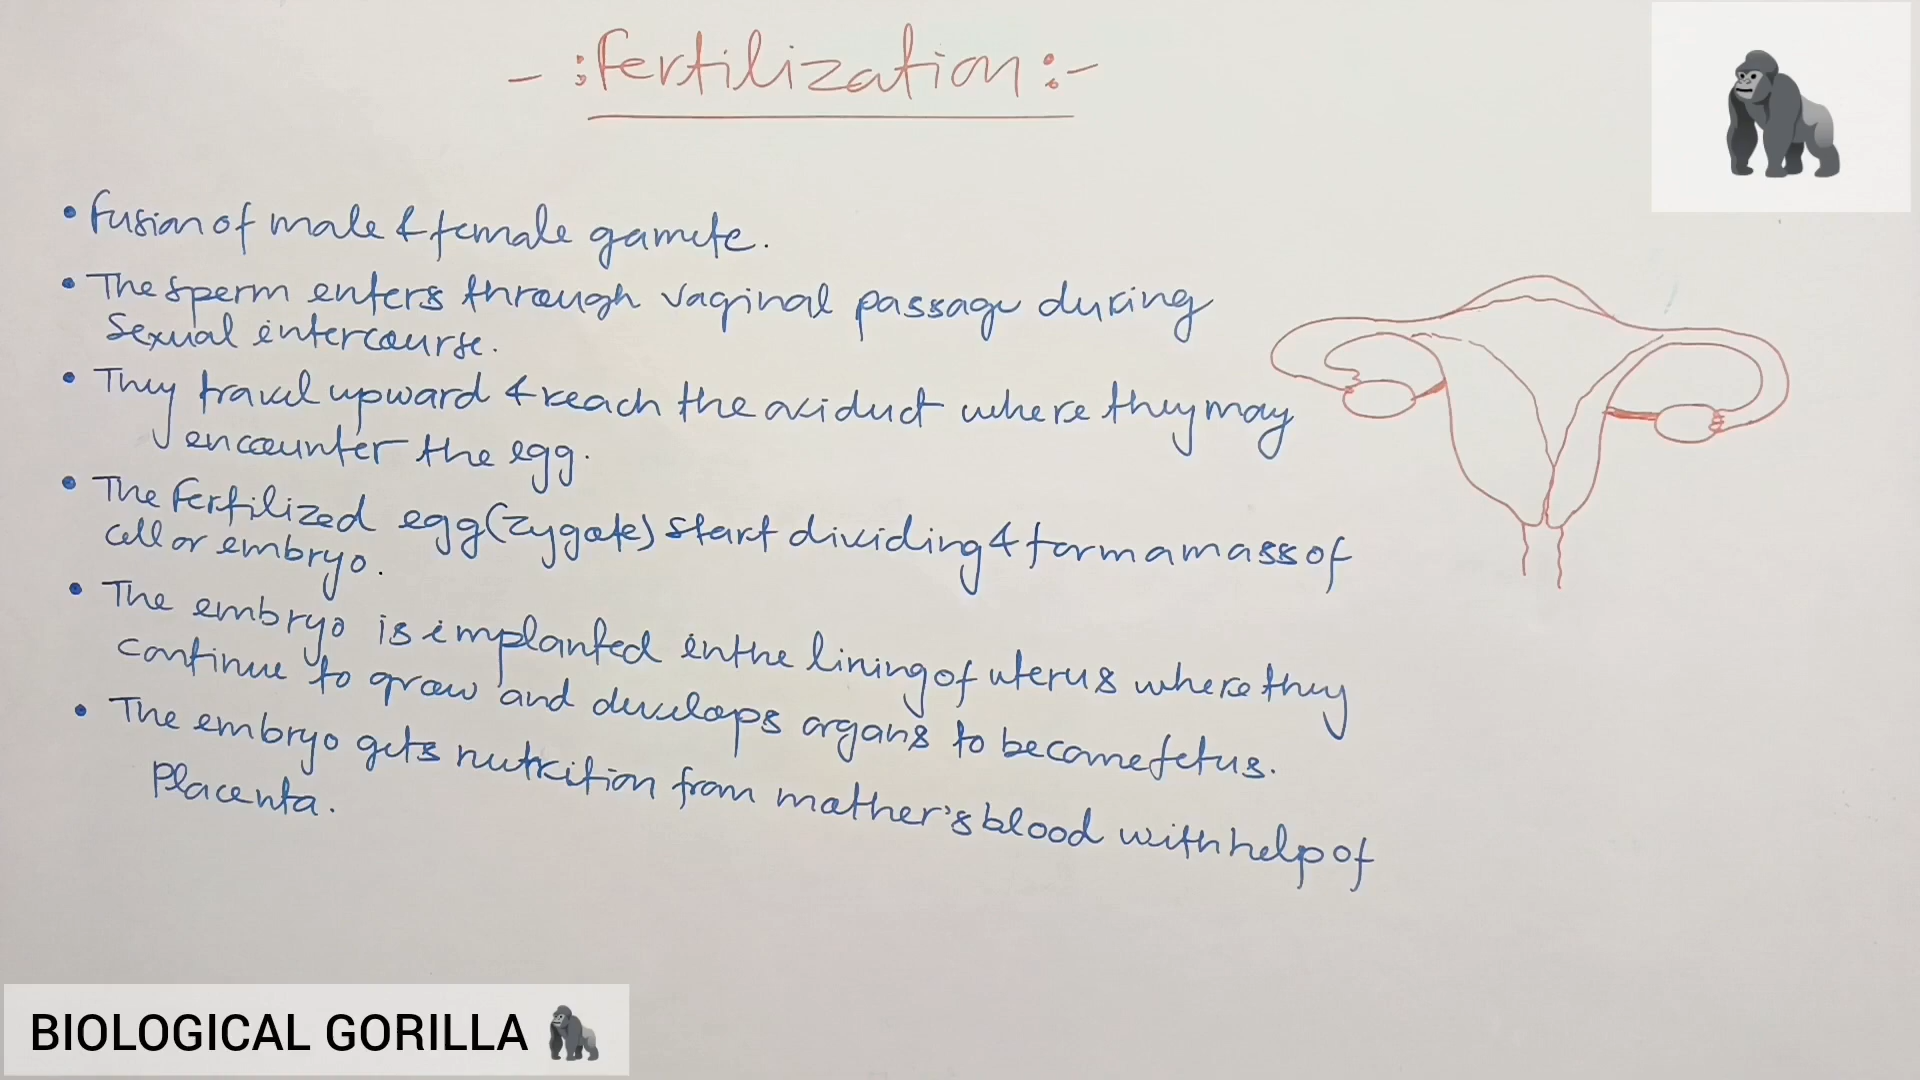 -:Fertilization:-
• Fusion of male & female gamete.
• The sperm enters through vaginal passage during
sexual intercourse.
• They travel upward & reach the oviduct where they may
encounter the egg.
• The Fertilized egg (zygote) start dividing & form a mass of
cell or embryo.
• The embryo is implanted in the lining of uterus where they
continue to grow and develops organs to become fetus.
• The embryo gets nutrition from mother's blood with help of
Placenta.
BIOLOGICAL GORILLA